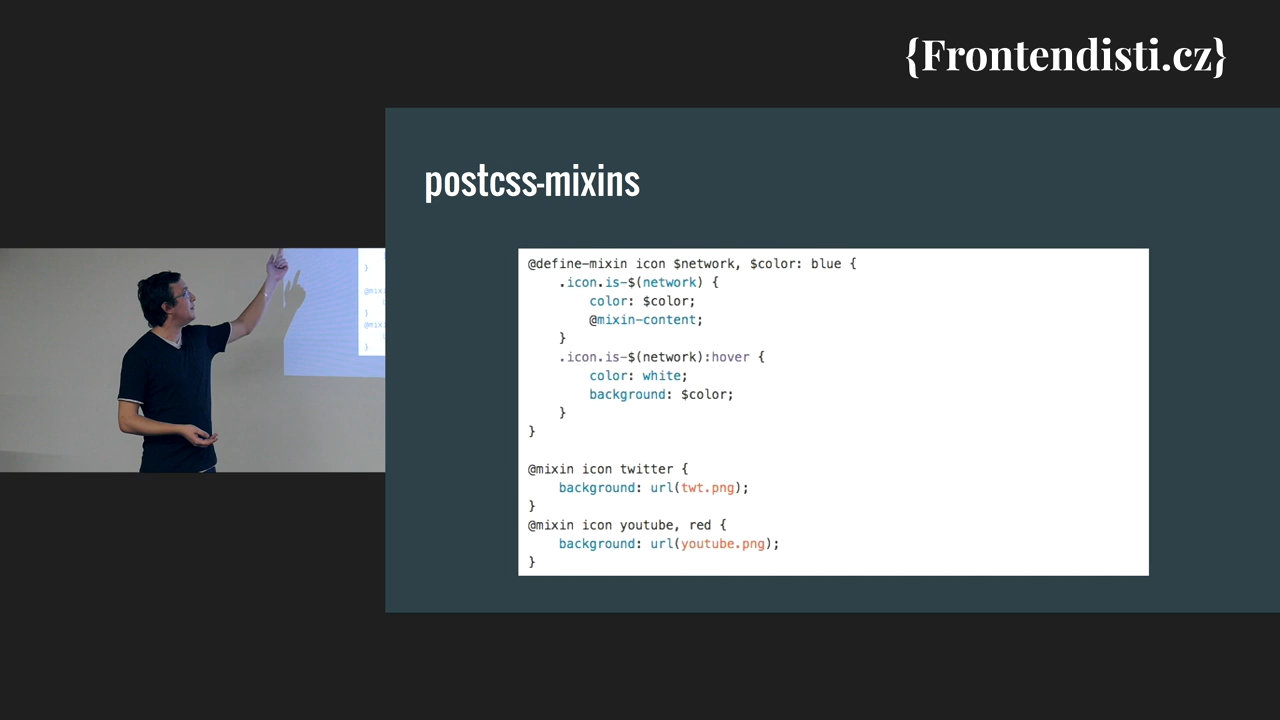 {Frontendisti.cz}
postcss-mixins
@define-mixin icon $network, $color: blue {
    .icon.is-$(network) {
        color: $color;
        @mixin-content;
    }
    .icon.is-$(network):hover {
        color: white;
        background: $color;
    }
}

@mixin icon twitter {
    background: url(twt.png);
}
@mixin icon youtube, red {
    background: url(youtube.png);
}
}
@mix
}
@mix
}